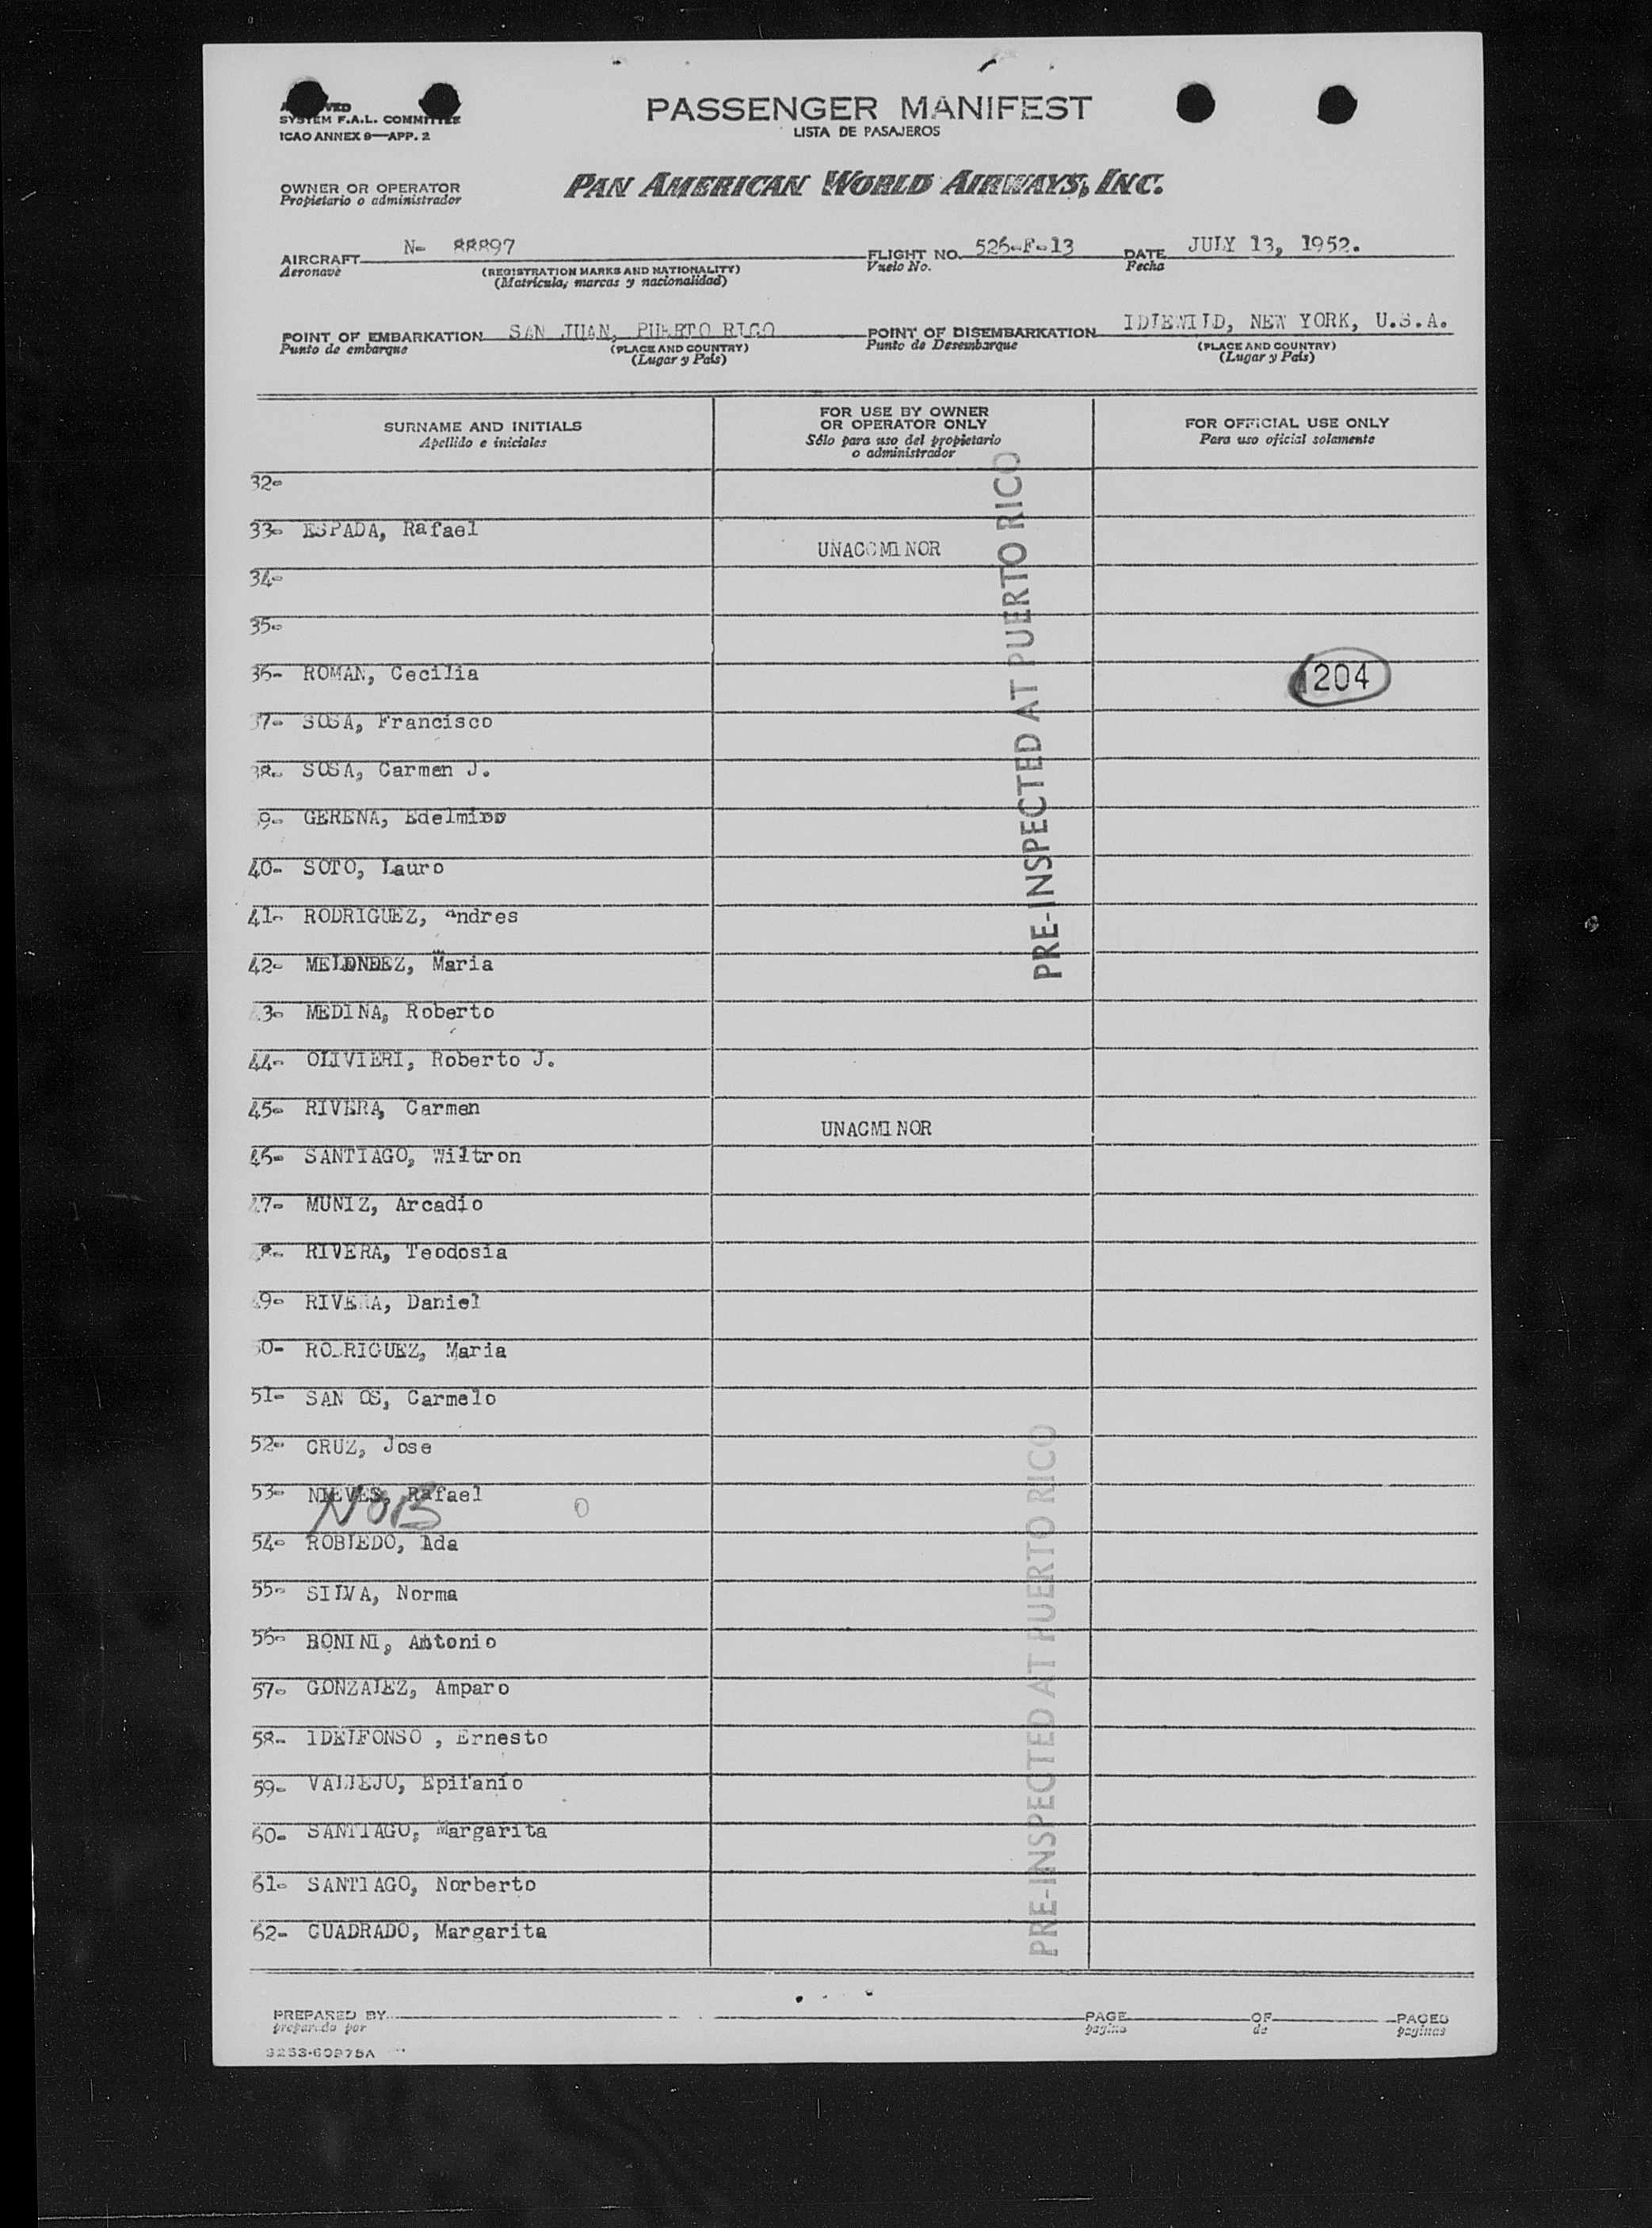 PASSENGER MANIFEST
LISTA DE PASAJEROS
SYSTEM F.A.L. COMMITTEE
ICAO ANNEX 9—APP. 2
OWNER OR OPERATOR
Propietario o administrador
PAN AMERICAN WORLD AIRWAYS, INC.
AIRCRAFT N- 88897
Aeronave
(REGISTRATION MARKS AND NATIONALITY)
(Matrícula, marcas y nacionalidad)
FLIGHT NO. 526-F-13
Vuelo No.
DATE JULY 13, 1952.
Fecha
POINT OF EMBARKATION SAN JUAN, PUERTO RICO
Punto de embarque
(PLACE AND COUNTRY)
(Lugar y País)
POINT OF DISEMBARKATION IDLEWILD, NEW YORK, U.S.A.
Punto de Desembarque
(PLACE AND COUNTRY)
(Lugar y País)
SURNAME AND INITIALS
Apellido e iniciales
FOR USE BY OWNER
OR OPERATOR ONLY
Sólo para uso del propietario
o administrador
FOR OFFICIAL USE ONLY
Para uso oficial solamente
32-
33- ESPADA, Rafael
UNACCMINOR
34-
35-
36- ROMAN, Cecilia
204
37- SOSA, Francisco
38- SOSA, Carmen J.
9- GERENA,
40- SOTO, Lauro
41- RODRIGUEZ, Andres
42- Maria
43- MEDINA, Roberto
44- OLIVIERI, Roberto J.
45- RIVERA, Carmen
UNACMINOR
46- SANTIAGO, Wiltron
47- MUNIZ, Arcadio
48- RIVERA, Teodosia
49- RIVERA, Daniel
50- RODRIGUEZ, Maria
51- SAN OS, Carmelo
52- CRUZ, Jose
53- NIEVES, Rafael
NOB
0
54- ROBLEDO, Ada
55- SILVA, Norma
56- BONINI, Antonio
57- GONZALEZ, Amparo
58- IDELFONSO , Ernesto
59- VALLEJO, Epifanio
60- SANTIAGO, Margarita
61- SANTIAGO, Norberto
62- CUADRADO, Margarita
PRE-INSPECTED AT PUERTO RICO
PRE-INSPECTED AT PUERTO RICO
PREPARED BY
preparado por
PAGE OF PAGES
pagina de paginas